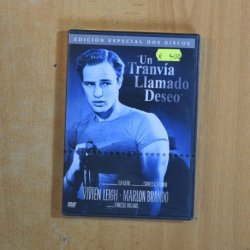 EDICIÓN ESPECIAL DOS DISCOS
Un
Tranvía
Llamado
Deseo
VIVIEN LEIGH - MARLON BRANDO
DVD